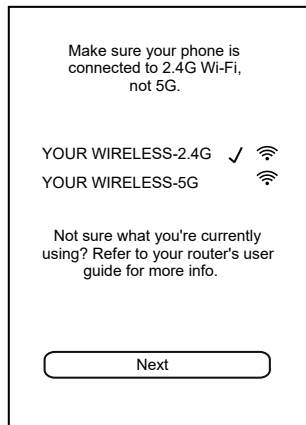 Make sure your phone is
connected to 2.4G Wi-Fi,
not 5G.
YOUR WIRELESS-2.4G
YOUR WIRELESS-5G
Not sure what you're currently
using? Refer to your router's user
guide for more info.
Next